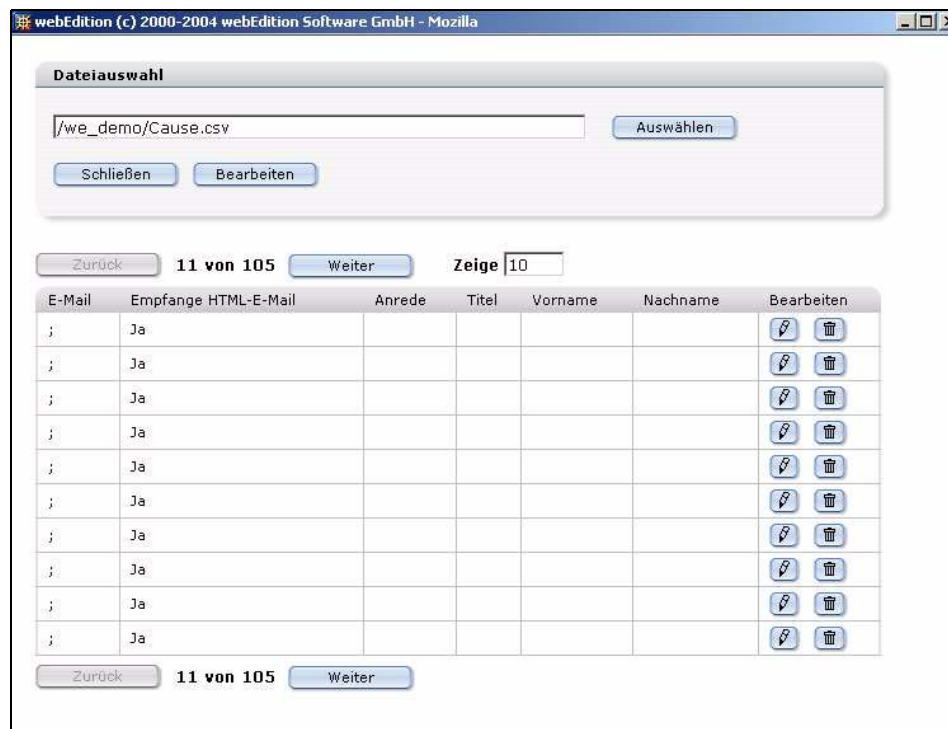 webEdition (c) 2000-2004 webEdition Software GmbH - Mozilla
Dateiauswahl
/we_demo/Cause.csv Auswählen
Schließen Bearbeiten
Zurück 11 von 105 Weiter Zeige 10
E-Mail Empfange HTML-E-Mail Anrede Titel Vorname Nachname Bearbeiten
; Ja
; Ja
; Ja
; Ja
; Ja
; Ja
; Ja
; Ja
; Ja
; Ja
Zurück 11 von 105 Weiter